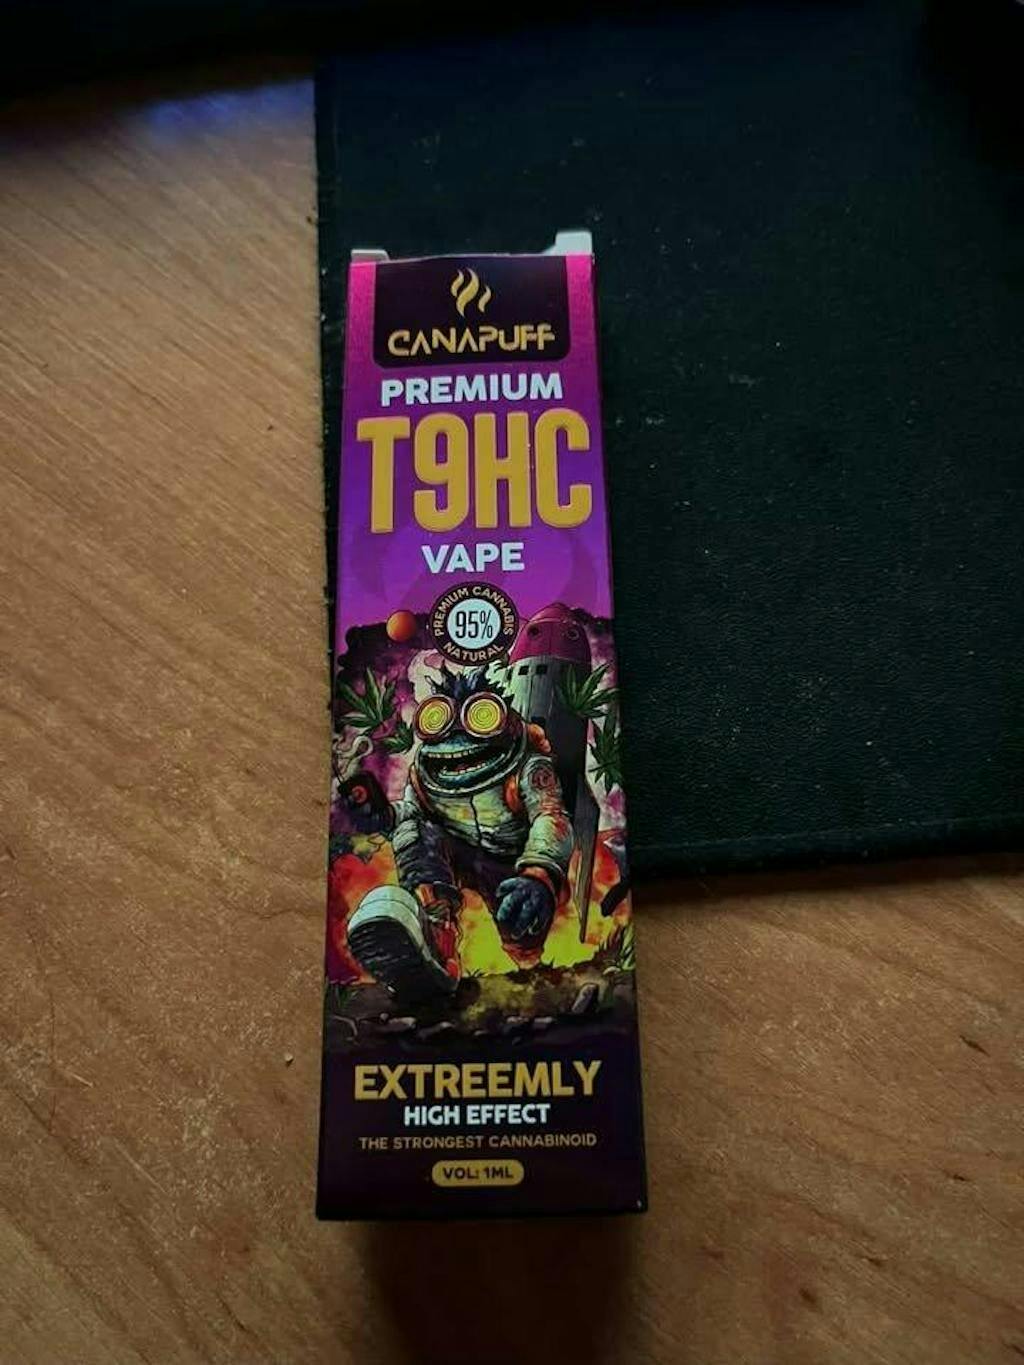 CANAPUFF
PREMIUM
T9HC
VAPE
PREMIUM CANNABIS
95%
NATURAL
EXTREEMLY
HIGH EFFECT
THE STRONGEST CANNABINOID
VOL: 1ML